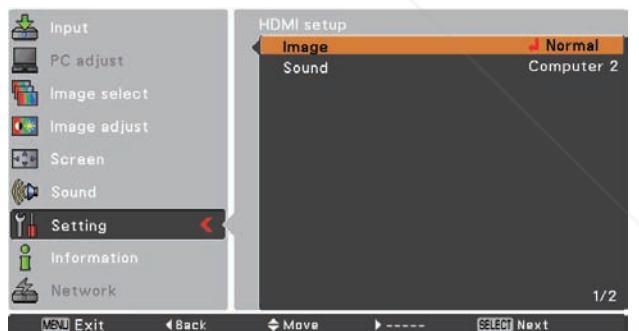 Input
PC adjust
Image select
Image adjust
Screen
Sound
Setting
Information
Network
HDMI setup
Image Normal
Sound Computer 2
1/2
MENU Exit Back Move ----- SELECT Next